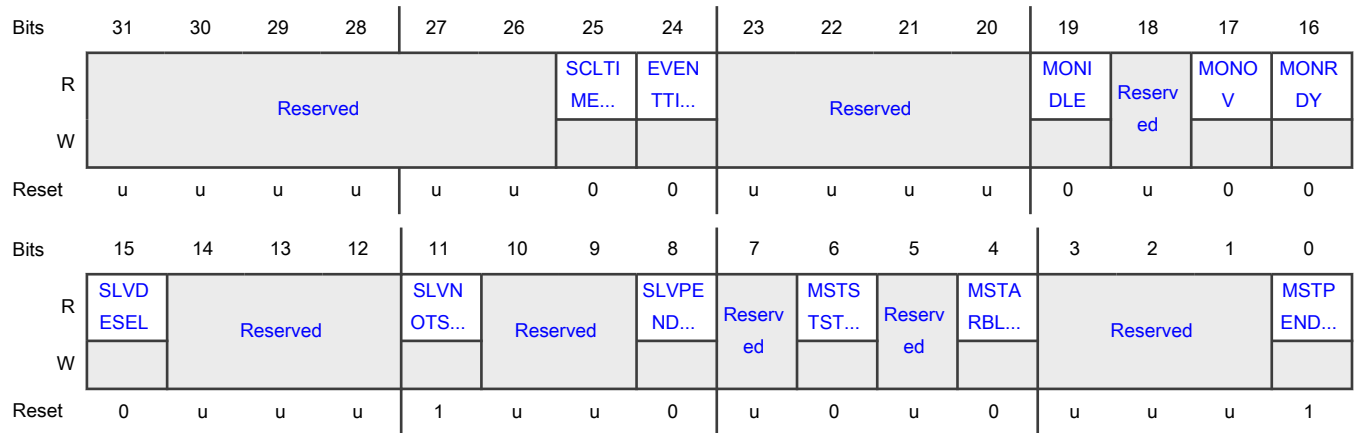 Bits 31 30 29 28 27 26 25 24 23 22 21 20 19 18 17 16
R Reserved SCLTI ME... EVEN TTI... Reserved MONI DLE Reserv ed MONO V MONR DY
W
Reset u u u u u u 0 0 u u u u 0 u 0 0
Bits 15 14 13 12 11 10 9 8 7 6 5 4 3 2 1 0
R SLVD ESEL Reserved SLVN OTS... Reserved SLVPE ND... Reserv ed MSTS TST... Reserv ed MSTA RBL... Reserved MSTP END...
W
Reset 0 u u u 1 u u 0 u 0 u 0 u u u 1